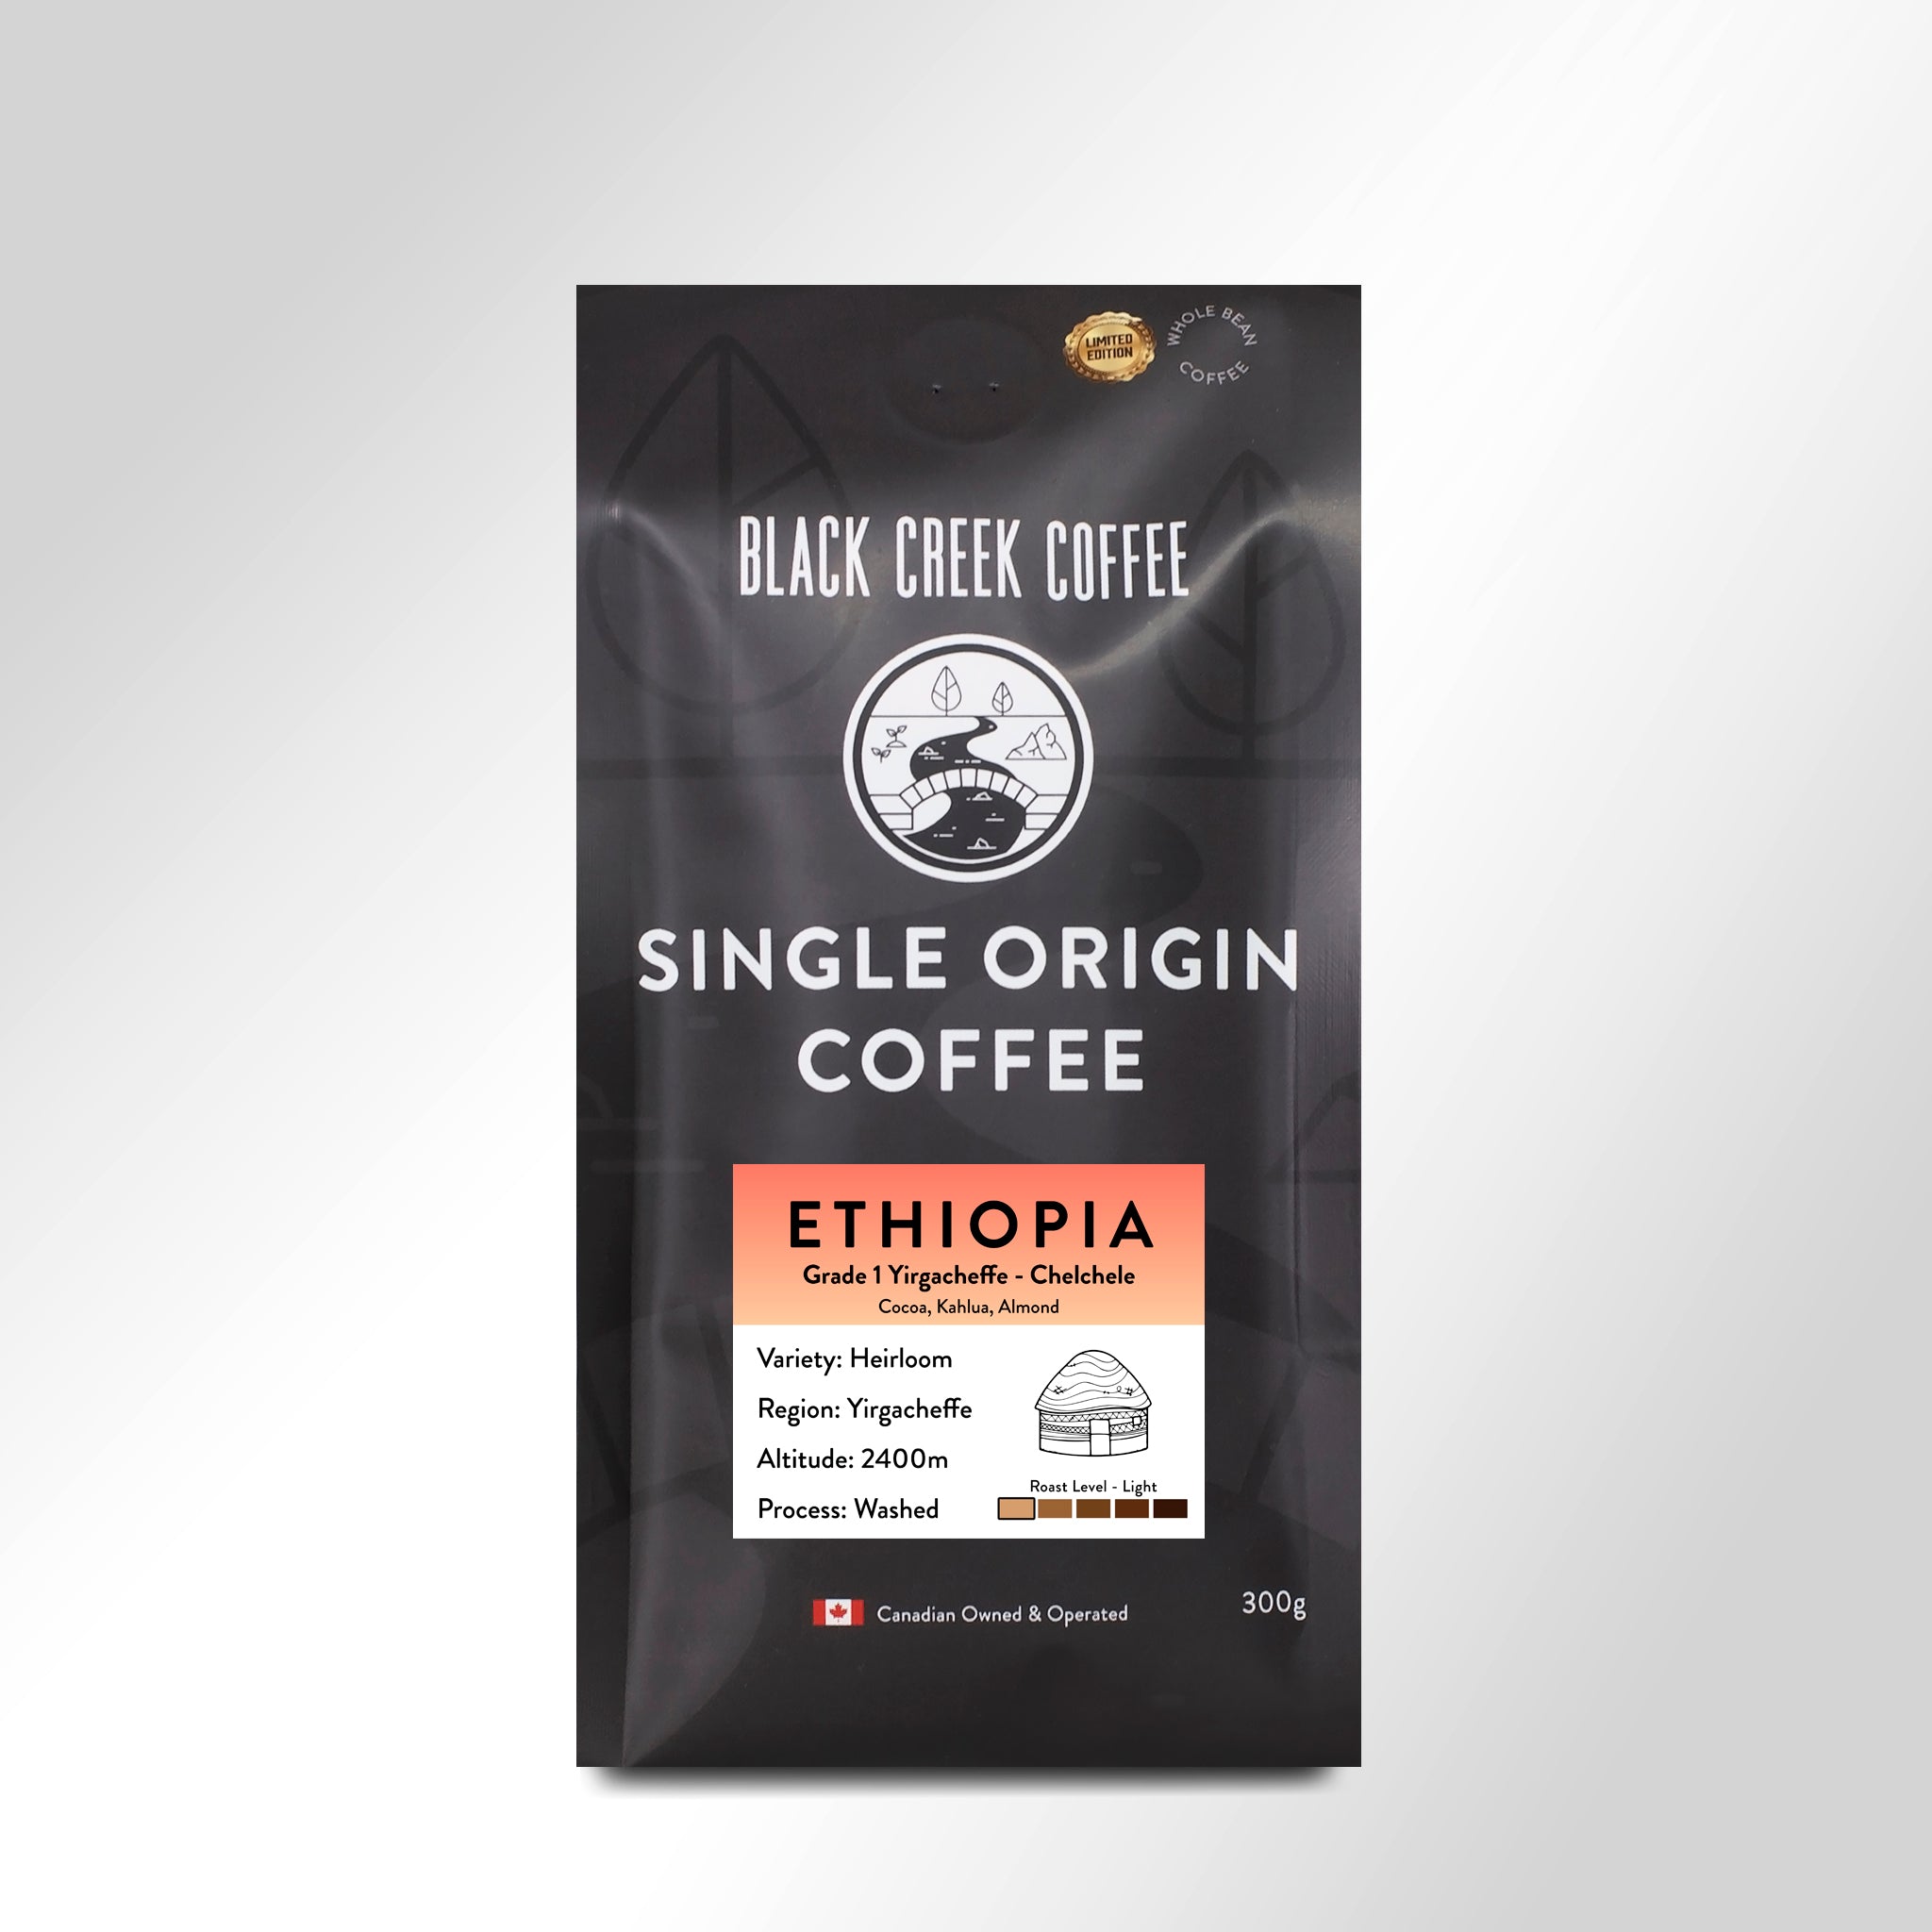 LIMITED
EDITION
WHOLE BEAN
COFFEE
BLACK CREEK COFFEE
SINGLE ORIGIN
COFFEE
ETHIOPIA
Grade 1 Yirgacheffe - Chelchele
Cocoa, Kahlua, Almond
Variety: Heirloom
Region: Yirgacheffe
Altitude: 2400m
Process: Washed
Roast Level - Light
Canadian Owned & Operated
300g